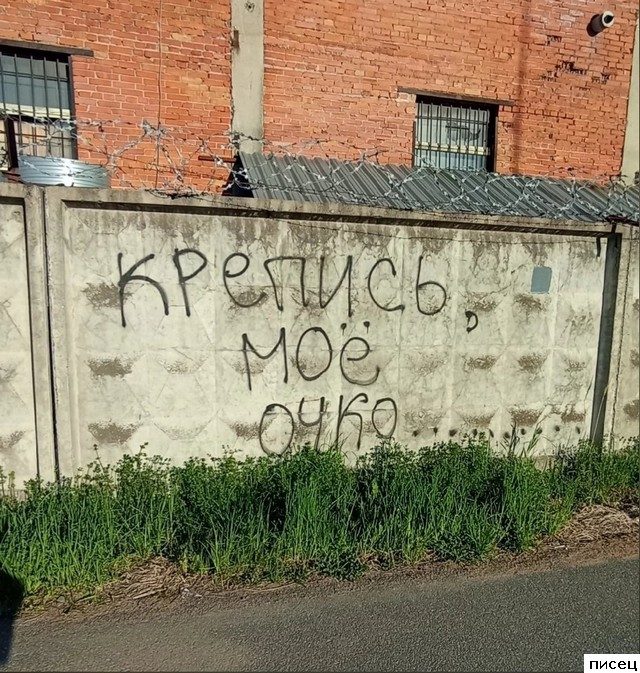 крепись,
моё
очко
писец